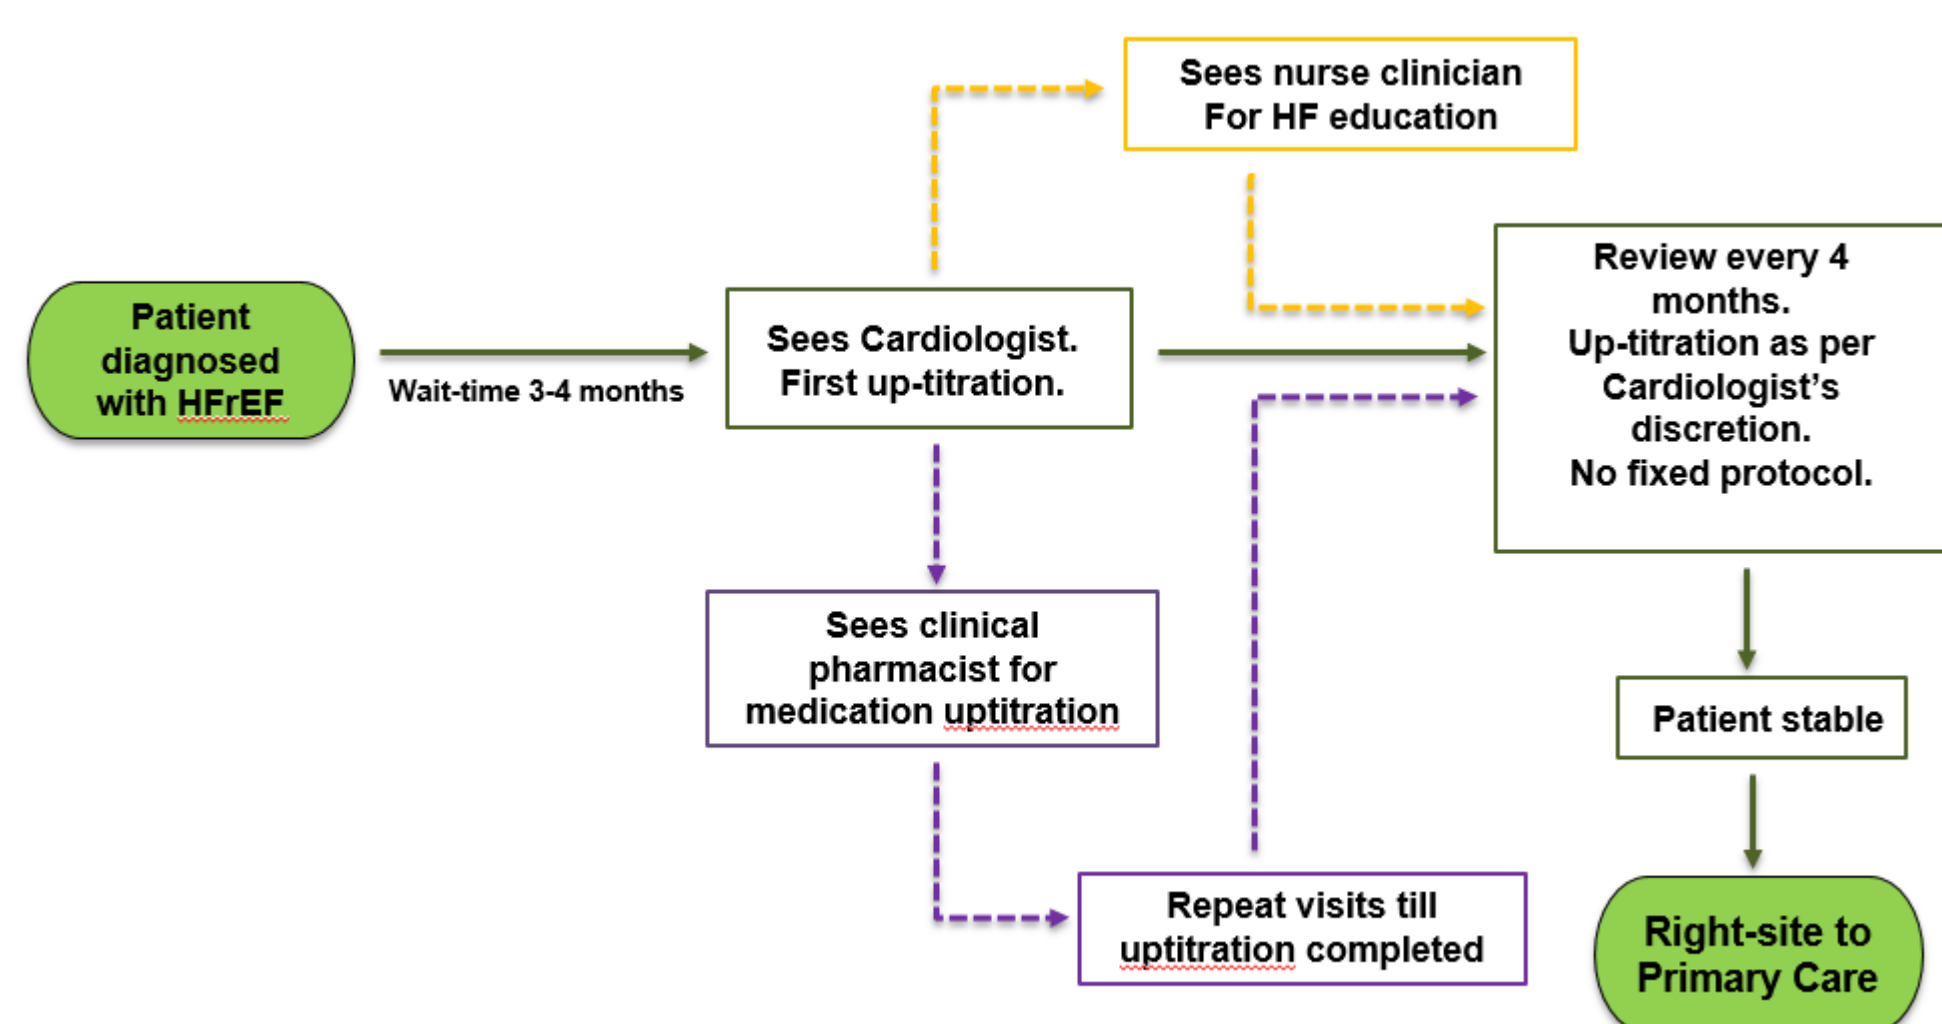 Sees nurse clinician
For HF education
Patient
diagnosed
with HFrEF
Wait-time 3-4 months
Sees Cardiologist.
First up-titration.
Review every 4
months.
Up-titration as per
Cardiologist’s
discretion.
No fixed protocol.
Sees clinical
pharmacist for
medication uptitration
Patient stable
Repeat visits till
uptitration completed
Right-site to
Primary Care